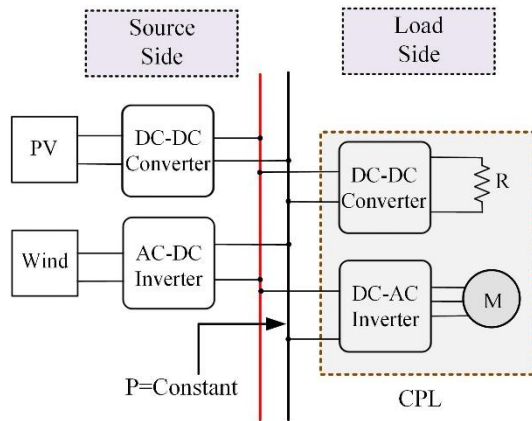 Source
Side
Load
Side
PV
DC-DC
Converter
DC-DC
Converter
R
Wind
AC-DC
Inverter
DC-AC
Inverter
M
P=Constant
CPL